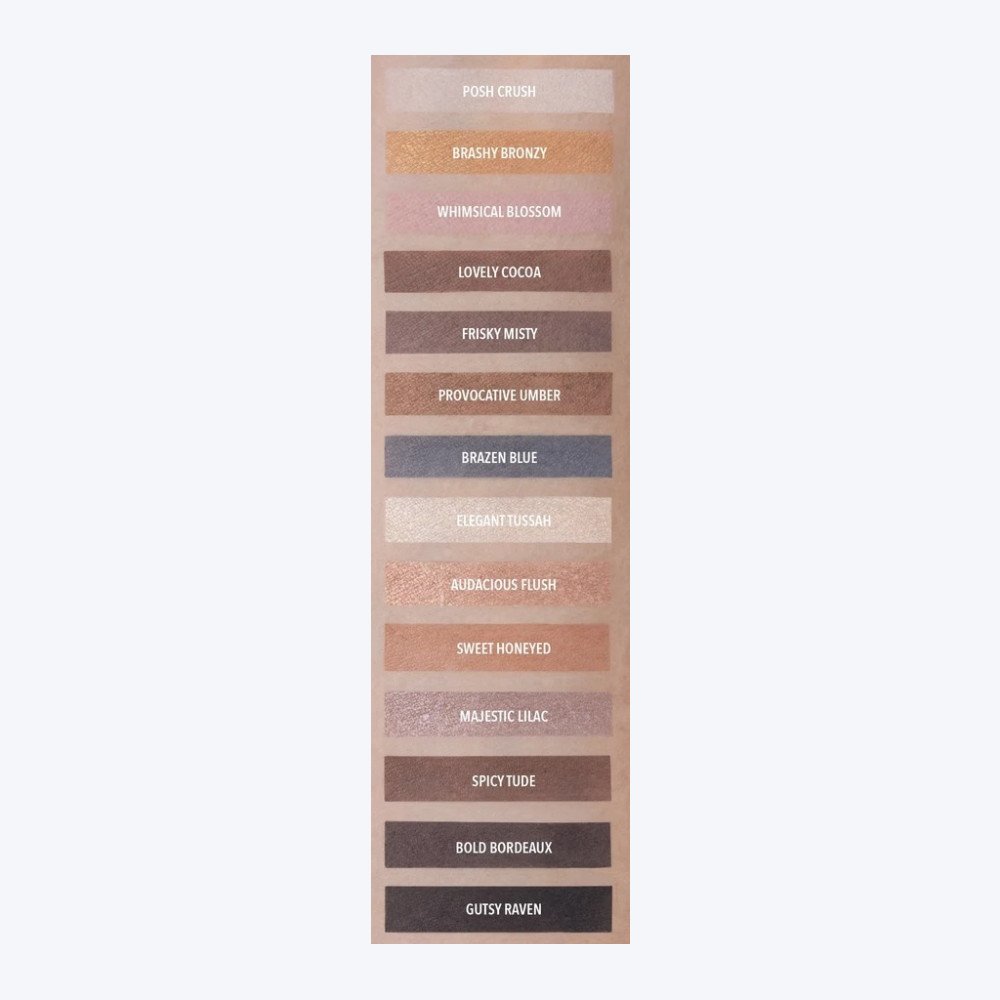 POSH CRUSH
BRASHY BRONZY
WHIMSICAL BLOSSOM
LOVELY COCOA
FRISKY MISTY
PROVOCATIVE UMBER
BRAZEN BLUE
ELEGANT TUSSAH
AUDACIOUS FLUSH
SWEET HONEYED
MAJESTIC LILAC
SPICY TUDE
BOLD BORDEAUX
GUTSY RAVEN